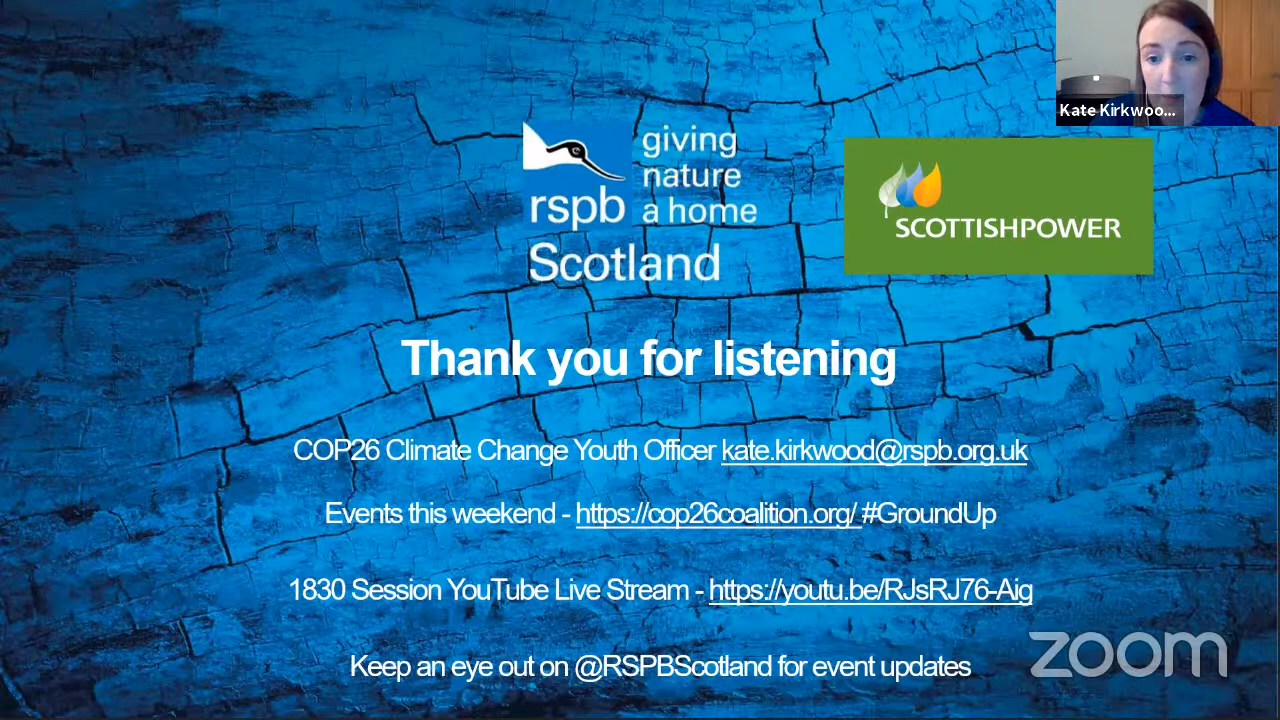 Kate Kirkwoo...
giving
nature
a home
rspb
Scotland
SCOTTISHPOWER
Thank you for listening
COP26 Climate Change Youth Officer kate.kirkwood@rspb.org.uk
Events this weekend - https://cop26coalition.org/ #GroundUp
1830 Session YouTube Live Stream - https://youtu.be/RJsRJ76-Aig
Keep an eye out on @RSPBScotland for event updates
zoom